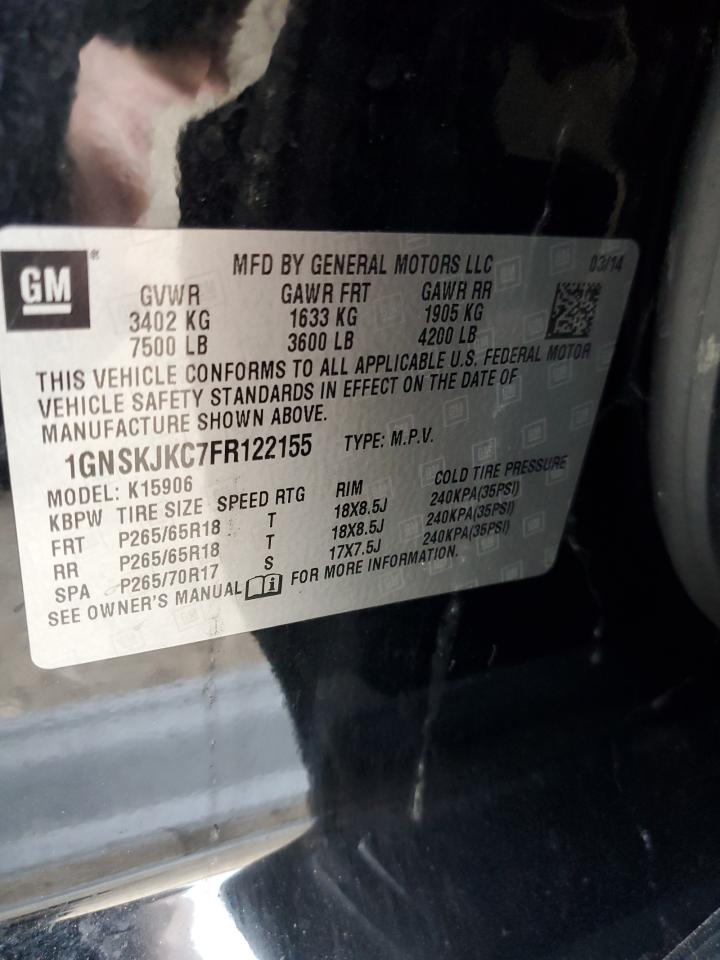 GM®
MFD BY GENERAL MOTORS LLC 03/14
GVWR GAWR FRT GAWR RR
3402 KG 1633 KG 1905 KG
7500 LB 3600 LB 4200 LB
THIS VEHICLE CONFORMS TO ALL APPLICABLE U.S. FEDERAL MOTOR
VEHICLE SAFETY STANDARDS IN EFFECT ON THE DATE OF
MANUFACTURE SHOWN ABOVE.
1GNSKJKC7FR122155 TYPE: M.P.V.
MODEL: K15906
KBPW TIRE SIZE SPEED RTG RIM COLD TIRE PRESSURE
FRT P265/65R18 T 18X8.5J 240KPA(35PSI)
RR P265/65R18 T 18X8.5J 240KPA(35PSI)
SPA P265/70R17 S 17X7.5J 240KPA(35PSI)
SEE OWNER'S MANUAL i FOR MORE INFORMATION.